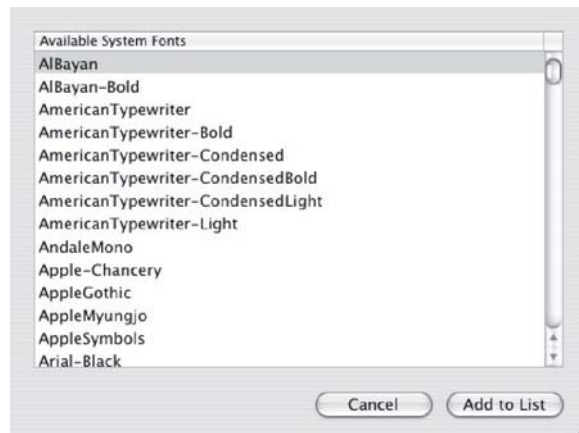 Available System Fonts
AlBayan
AlBayan-Bold
AmericanTypewriter
AmericanTypewriter-Bold
AmericanTypewriter-Condensed
AmericanTypewriter-CondensedBold
AmericanTypewriter-CondensedLight
AmericanTypewriter-Light
AndaleMono
Apple-Chancery
AppleGothic
AppleMyungjo
AppleSymbols
Arial-Black
Cancel Add to List